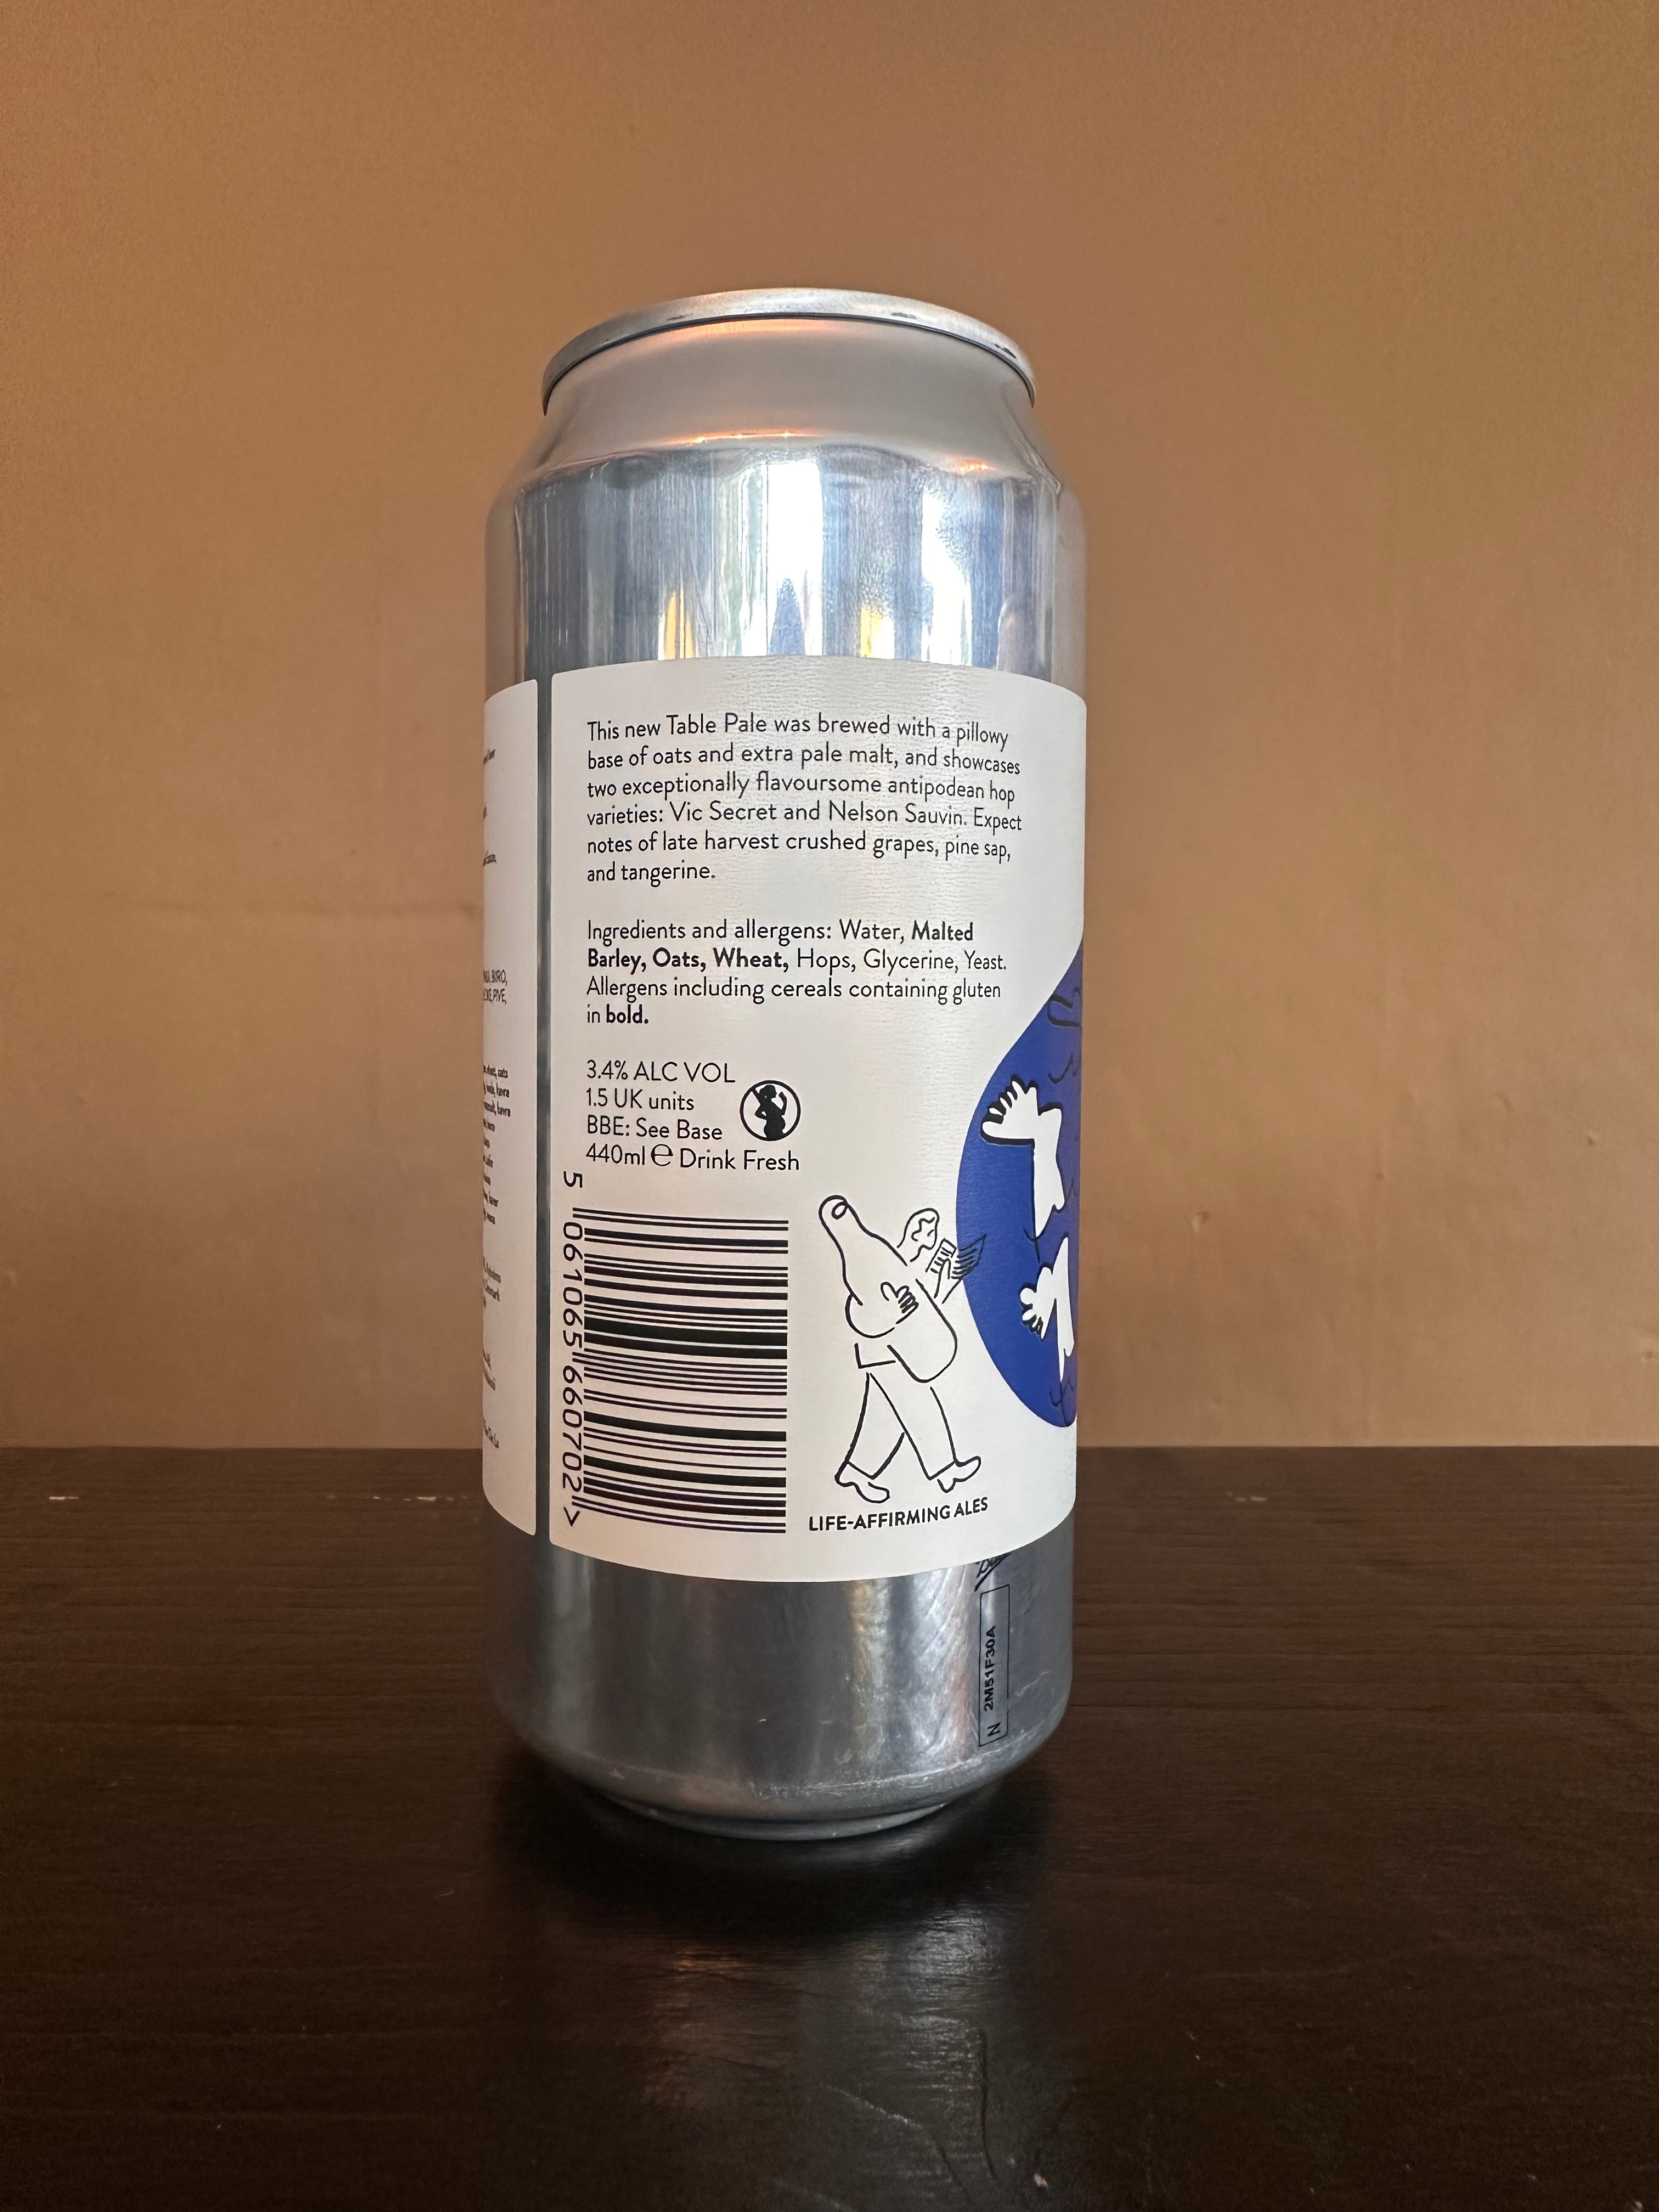 This new Table Pale was brewed with a pillowy
base of oats and extra pale malt, and showcases
two exceptionally flavoursome antipodean hop
varieties: Vic Secret and Nelson Sauvin. Expect
notes of late harvest crushed grapes, pine sap,
and tangerine.
Ingredients and allergens: Water, Malted
Barley, Oats, Wheat, Hops, Glycerine, Yeast.
Allergens including cereals containing gluten
in bold.
3.4% ALC VOL
1.5 UK units
BBE: See Base
440ml e Drink Fresh
5 061065 660702 >
LIFE-AFFIRMING ALES
N 2M51F30A
BIRO,
PIVE,
oats